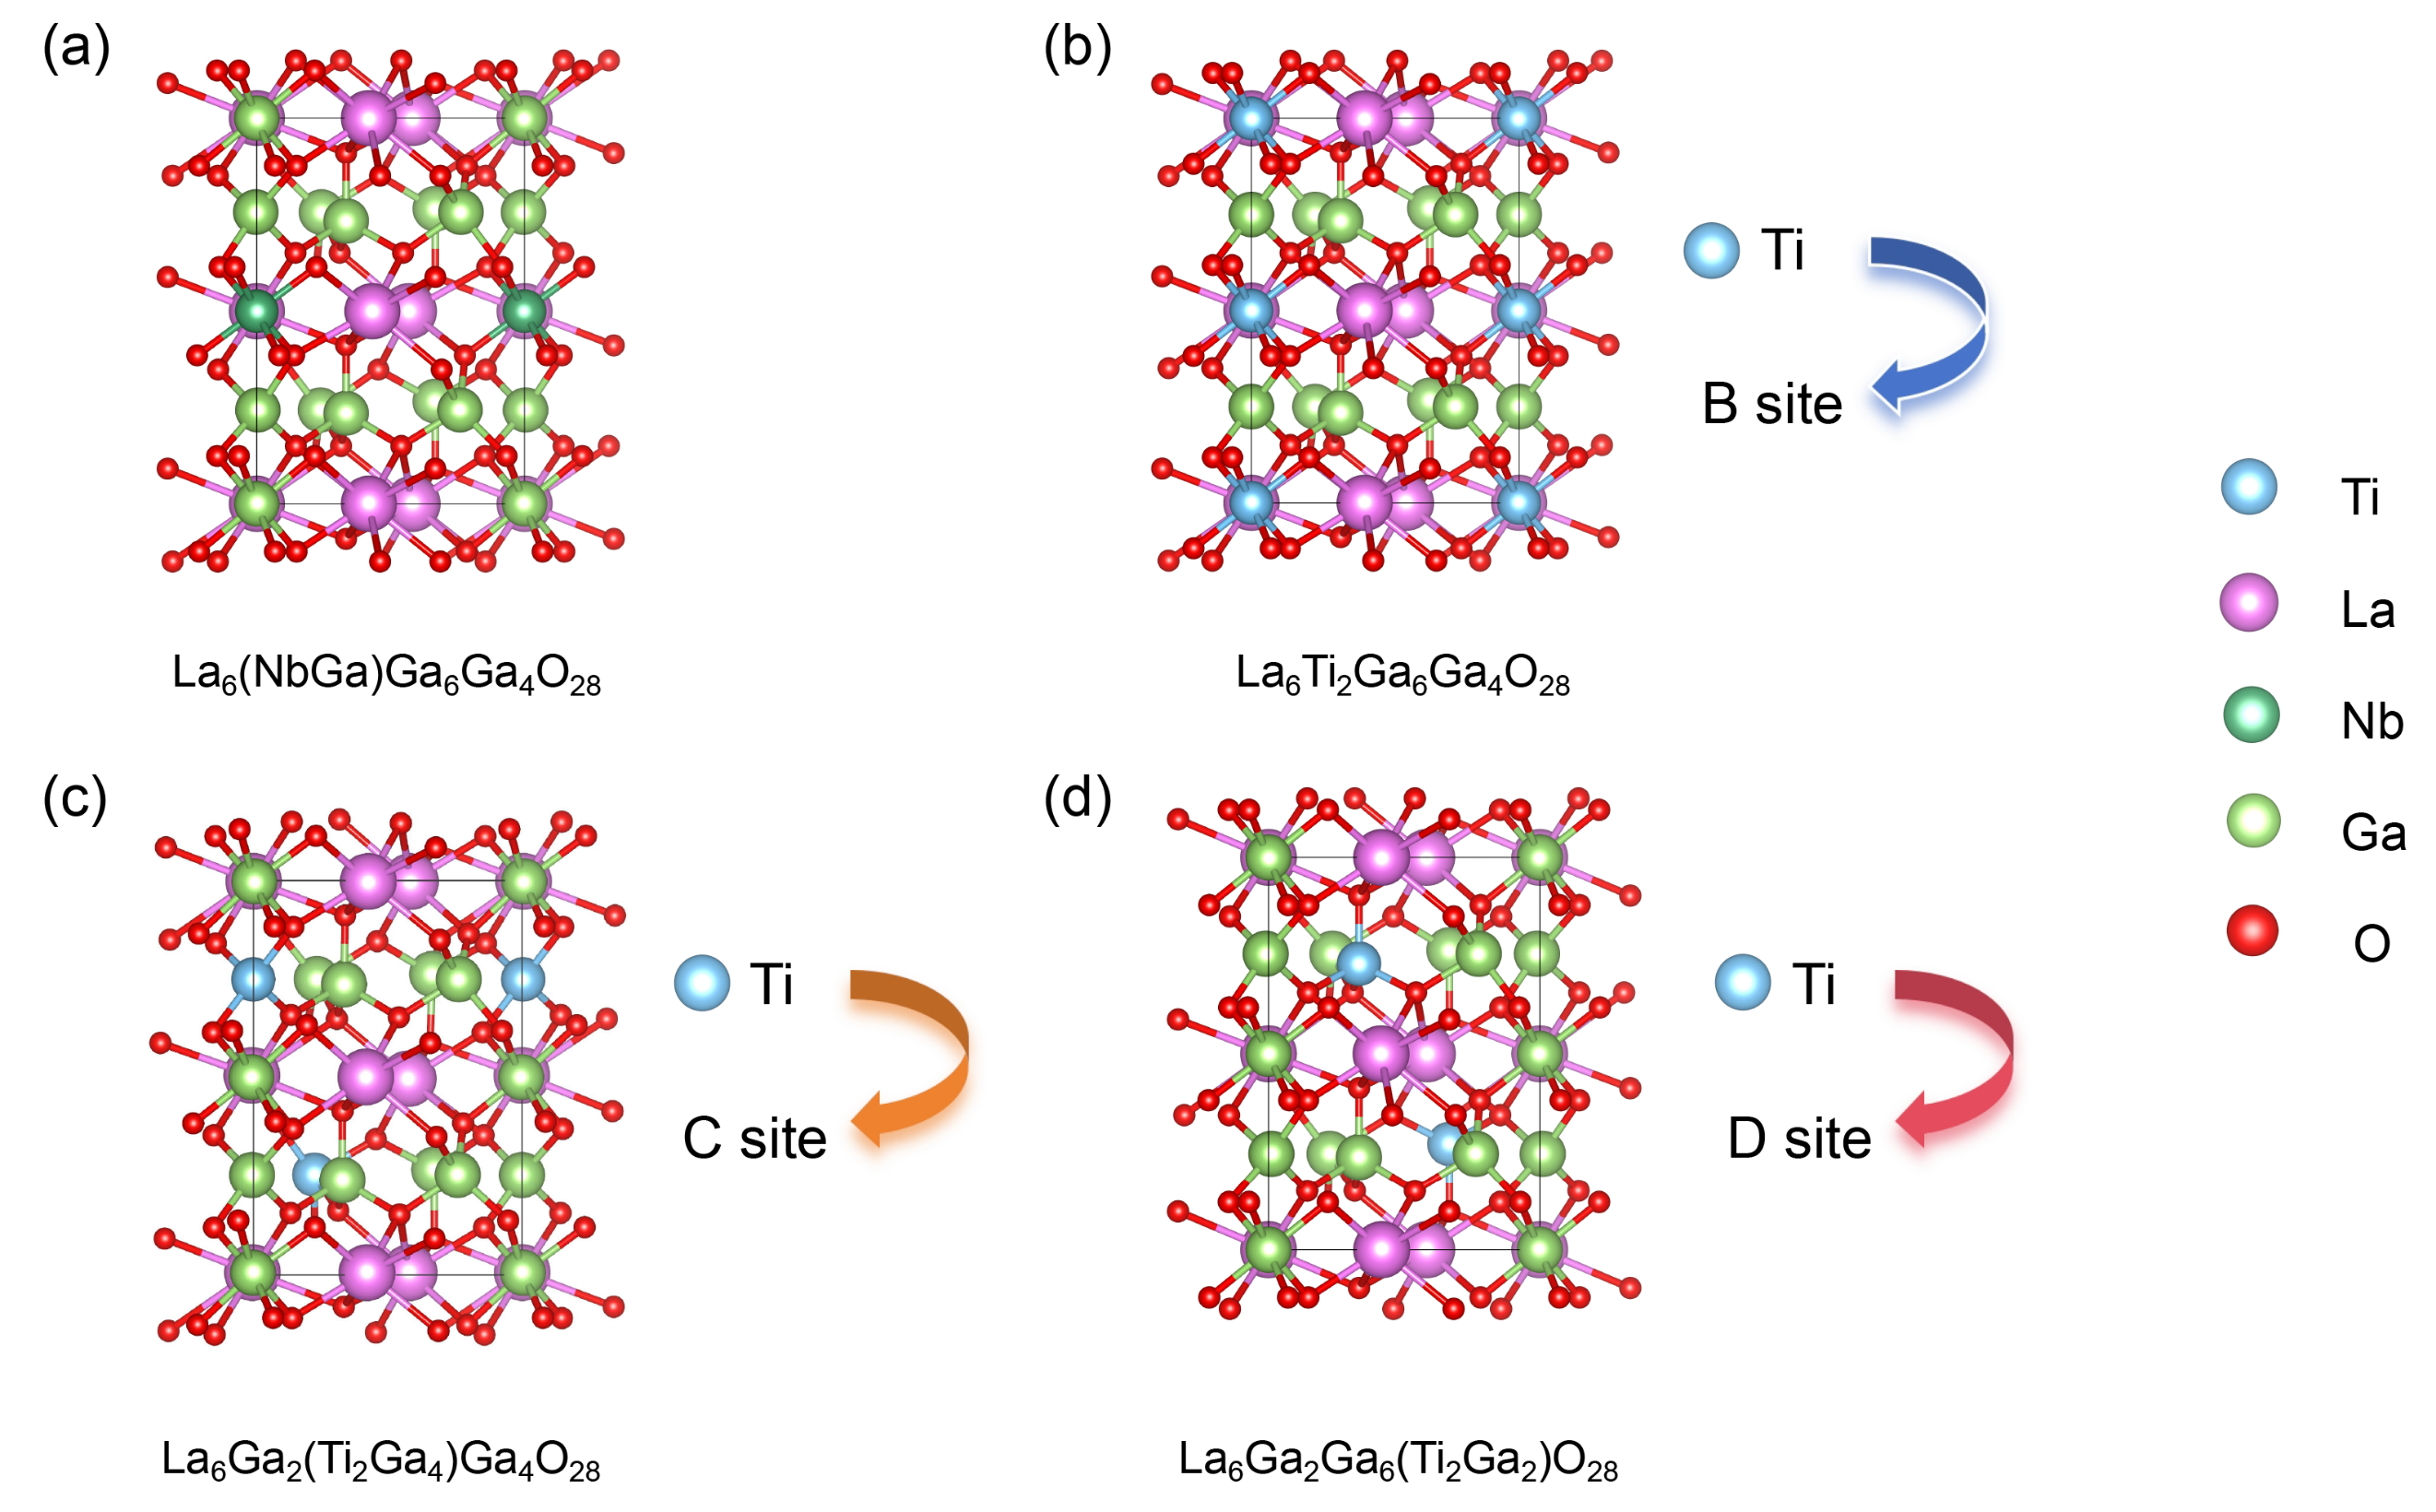 (a)
(b)
Ti
B site
La₆(NbGa)Ga₆Ga₄O₂₈
La₆Ti₂Ga₆Ga₄O₂₈
Ti
La
Nb
Ga
O
(c)
(d)
Ti
C site
Ti
D site
La₆Ga₂(Ti₂Ga₄)Ga₄O₂₈
La₆Ga₂Ga₆(Ti₂Ga₂)O₂₈